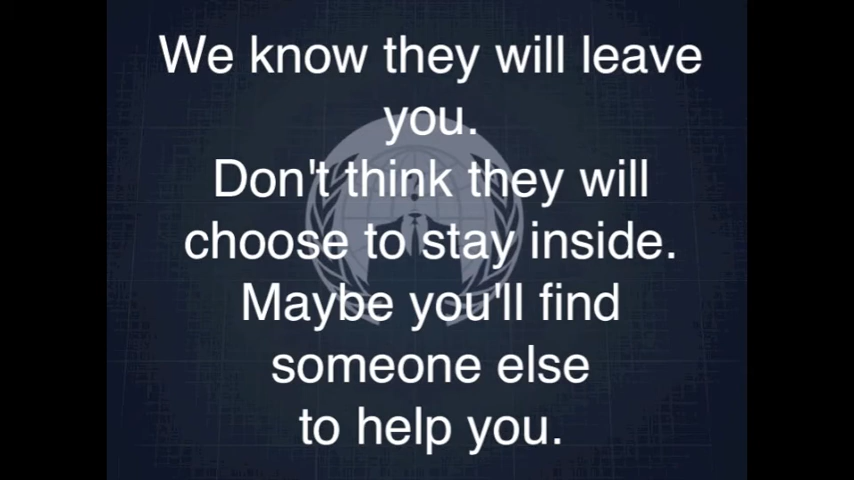 We know they will leave
you.
Don't think they will
choose to stay inside.
Maybe you'll find
someone else
to help you.